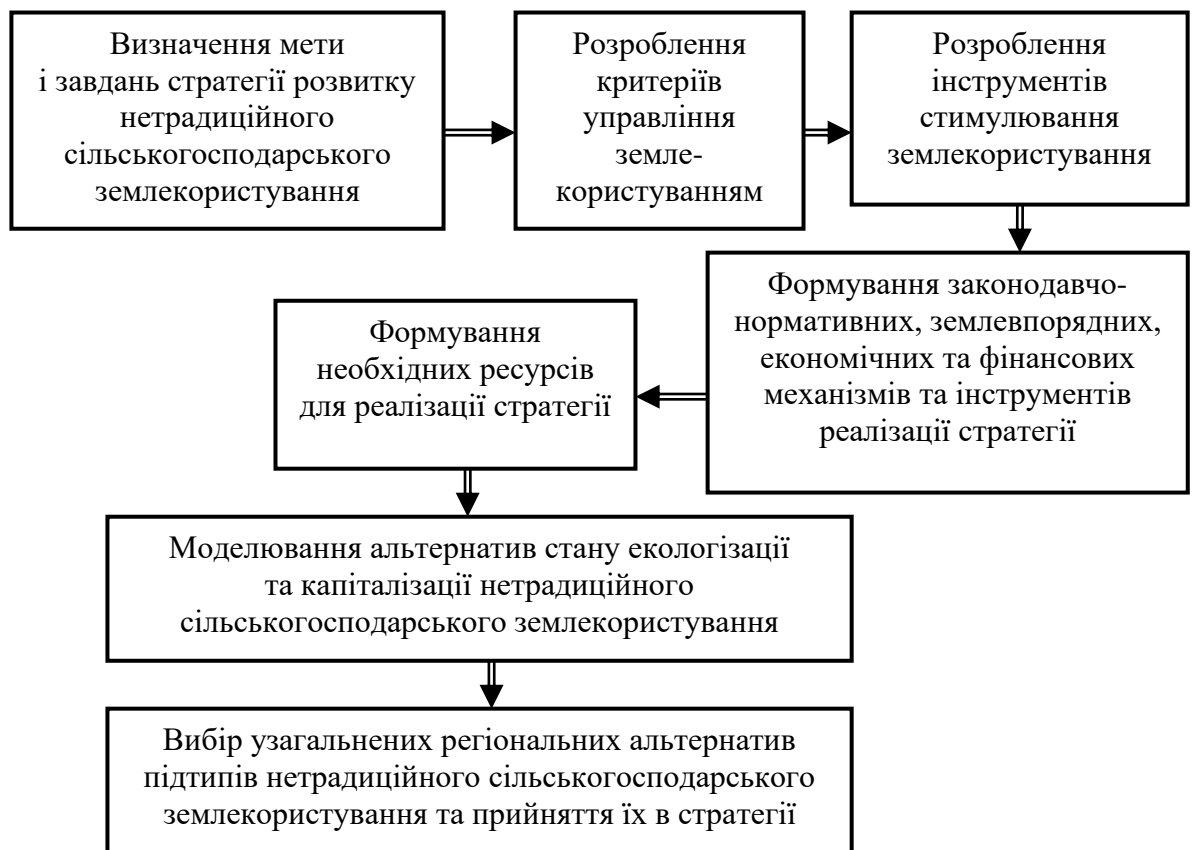 Визначення мети
і завдань стратегії розвитку
нетрадиційного
сільськогосподарського
землекористування
Розроблення
критеріїв
управління
земле-
користуванням
Розроблення
інструментів
стимулювання
землекористування
Формування законодавчо-
нормативних, землевпорядних,
економічних та фінансових
механізмів та інструментів
реалізації стратегії
Формування
необхідних ресурсів
для реалізації стратегії
Моделювання альтернатив стану екологізації
та капіталізації нетрадиційного
сільськогосподарського землекористування
Вибір узагальнених регіональних альтернатив
підтипів нетрадиційного сільськогосподарського
землекористування та прийняття їх в стратегії